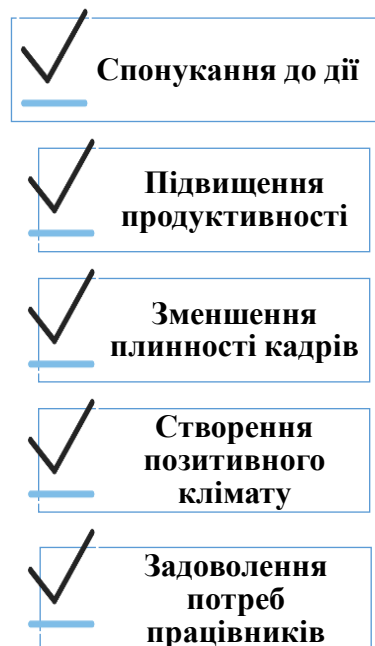 Спонукання до дії
Підвищення
продуктивності
Зменшення
плинності кадрів
Створення
позитивного
клімату
Задоволення
потреб
працівників